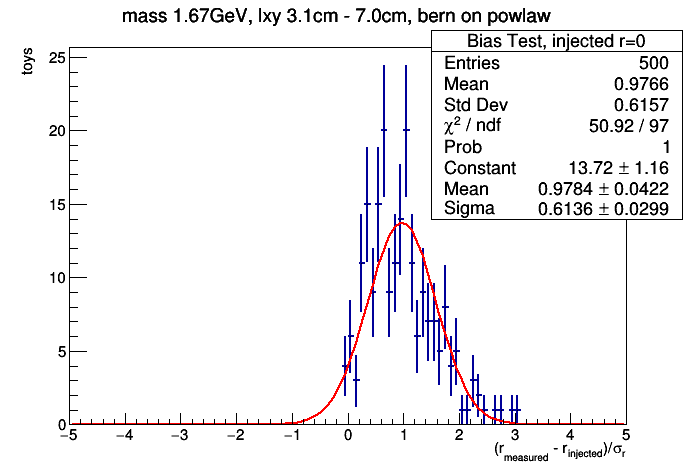 mass 1.67GeV, lxy 3.1cm - 7.0cm, bern on powlaw
Bias Test, injected r=0
Entries 500
Mean 0.9766
Std Dev 0.6157
χ² / ndf 50.92 / 97
Prob 1
Constant 13.72 ± 1.16
Mean 0.9784 ± 0.0422
Sigma 0.6136 ± 0.0299
toys
25
20
15
10
5
0
−5 −4 −3 −2 −1 0 1 2 3 4 5
(r_measured - r_injected)/σ_r